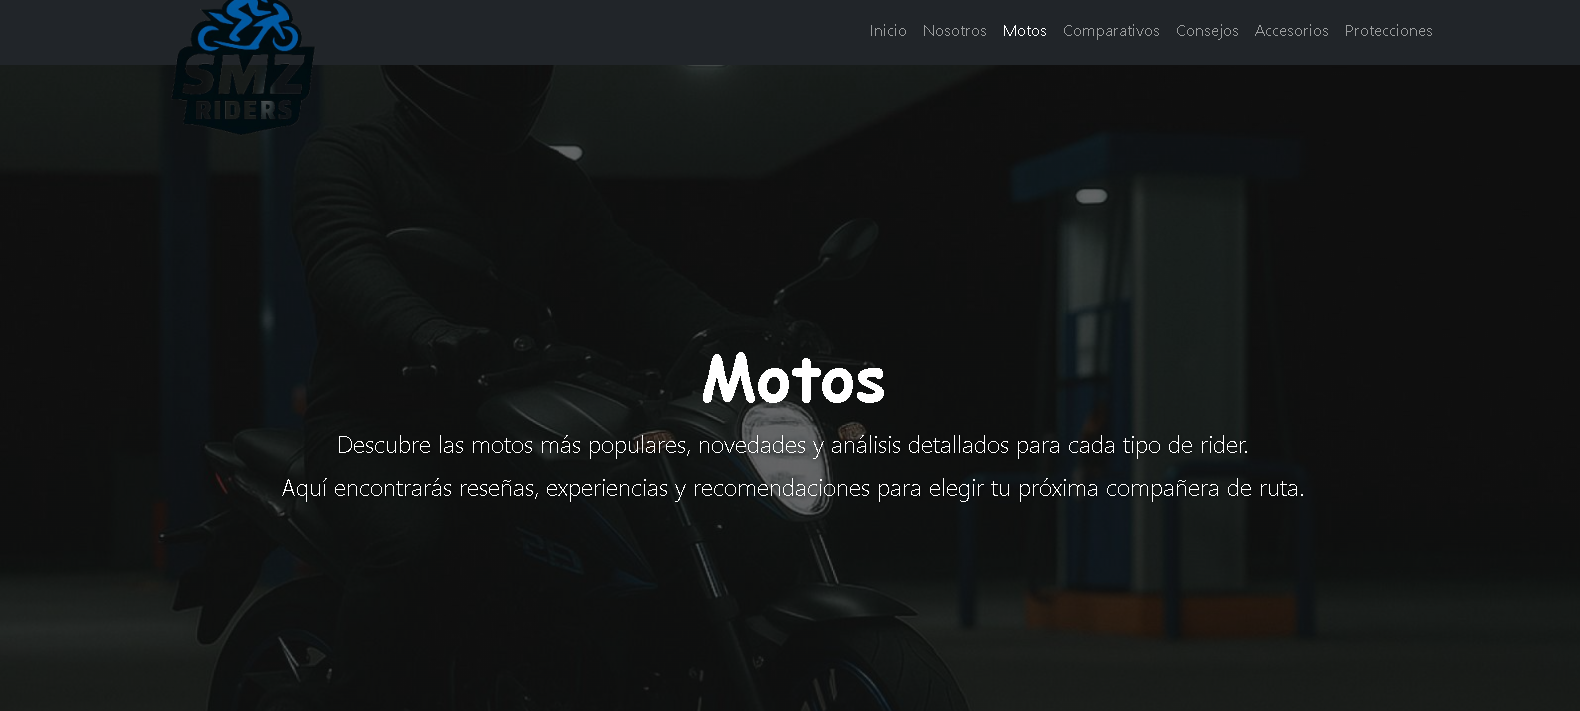 SMZ
RIDERS
Inicio Nosotros Motos Comparativos Consejos Accesorios Protecciones
Motos
Descubre las motos más populares, novedades y análisis detallados para cada tipo de rider.
Aquí encontrarás reseñas, experiencias y recomendaciones para elegir tu próxima compañera de ruta.